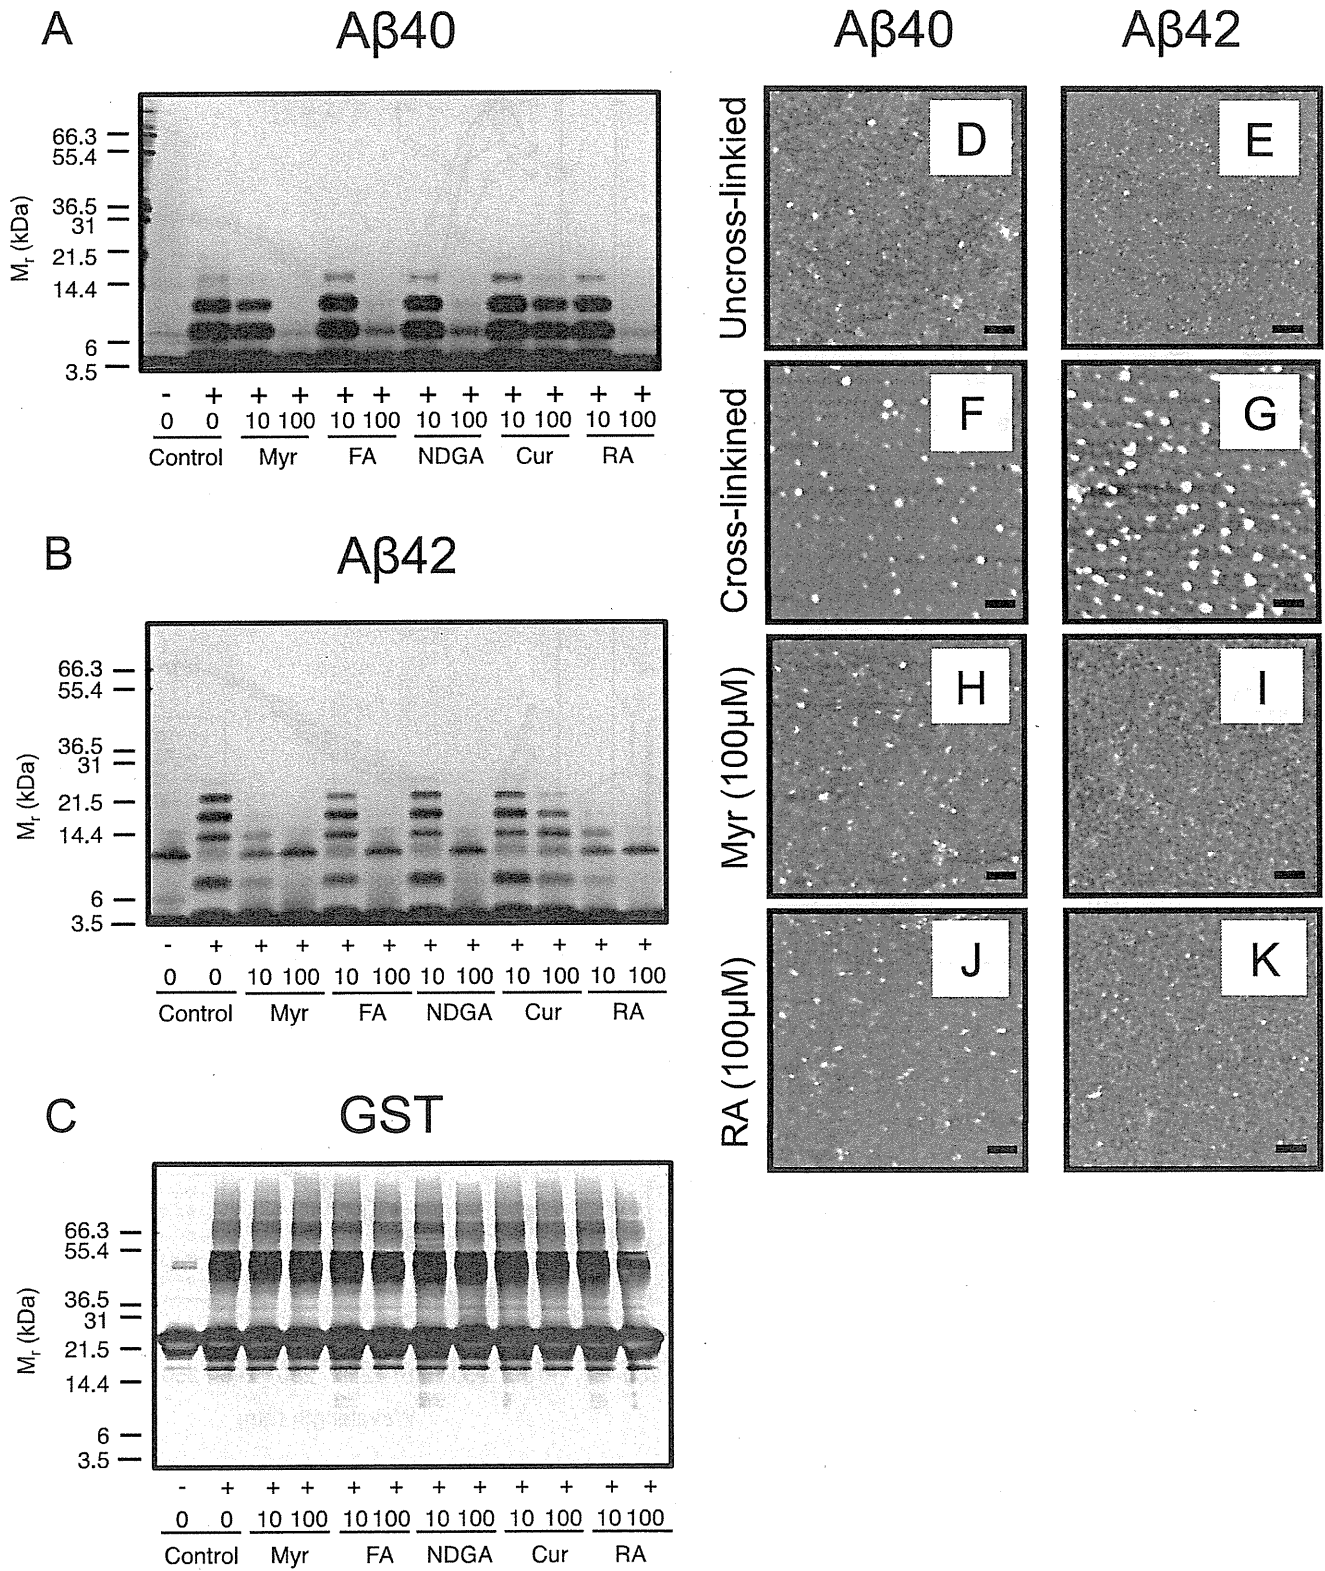 A
Aβ40
66.3
55.4
36.5
31
21.5
14.4
6
3.5
Mr (kDa)
- + + + + + + + + + + +
0 0 10 100 10 100 10 100 10 100 10 100
Control Myr FA NDGA Cur RA
B
Aβ42
66.3
55.4
36.5
31
21.5
14.4
6
3.5
Mr (kDa)
- + + + + + + + + + + +
0 0 10 100 10 100 10 100 10 100 10 100
Control Myr FA NDGA Cur RA
C
GST
66.3
55.4
36.5
31
21.5
14.4
6
3.5
Mr (kDa)
- + + + + + + + + + + +
0 0 10 100 10 100 10 100 10 100 10 100
Control Myr FA NDGA Cur RA
Aβ40 Aβ42
Uncross-linkied
D E
Cross-linkined
F G
Myr (100μM)
H I
RA (100μM)
J K